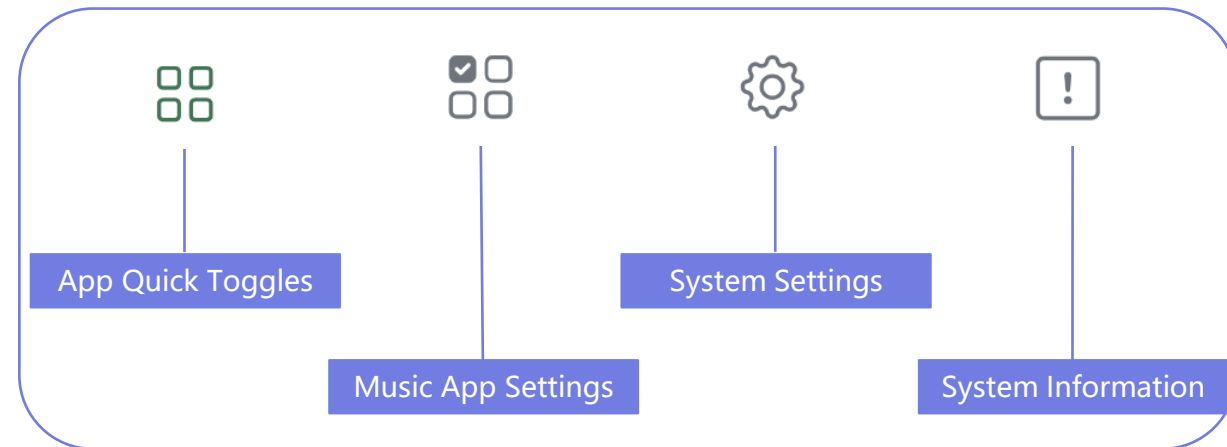 App Quick Toggles
System Settings
Music App Settings
System Information